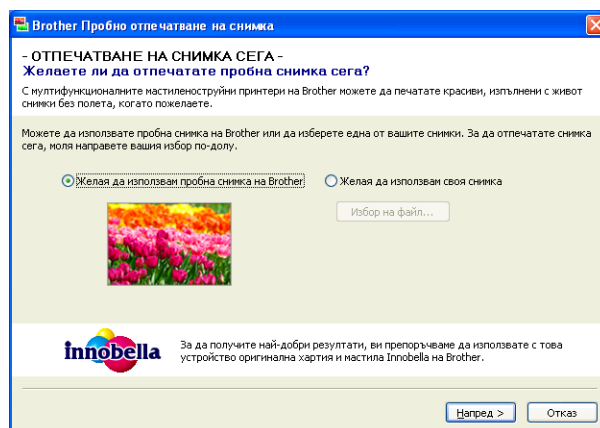 Brother Пробно отпечатване на снимка
- ОТПЕЧАТВАНЕ НА СНИМКА СЕГА -
Желаете ли да отпечатате пробна снимка сега?
С мултифункционалните мастиленоструйни принтери на Brother можете да печатате красиви, изпълнени с живот
снимки без полета, когато пожелаете.
Можете да използвате пробна снимка на Brother или да изберете една от вашите снимки. За да отпечатате снимка
сега, моля направете вашия избор по-долу.
Желая да използвам пробна снимка на Brother
Желая да използвам своя снимка
Избор на файл...
innobella
За да получите най-добри резултати, ви препоръчваме да използвате с това
устройство оригинална хартия и мастила Innobella на Brother.
Напред >
Отказ